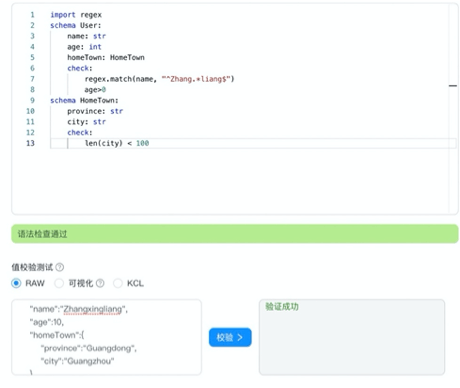 1 import regex
2 schema User:
3 name: str
4 age: int
5 homeTown: HomeTown
6 check:
7 regex.match(name, "^Zhang.*liang$")
8 age>0
9 schema HomeTown:
10 province: str
11 city: str
12 check:
13 len(city) < 100
语法检查通过
值校验测试 ?
RAW 可视化 ? KCL
"name":"Zhangxingliang",
"age":10,
"homeTown":{
"province":"Guangdong",
"city":"Guangzhou"
}
校验 >
验证成功